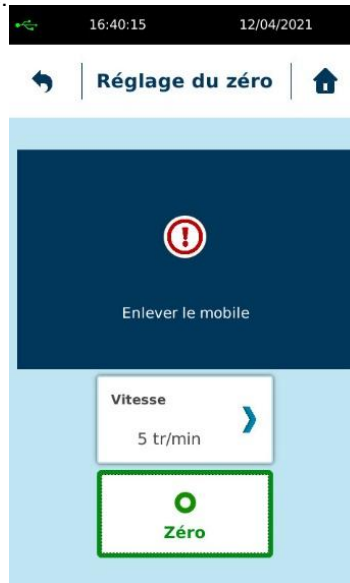 16:40:15 12/04/2021
Réglage du zéro
Enlever le mobile
Vitesse
5 tr/min
Zéro